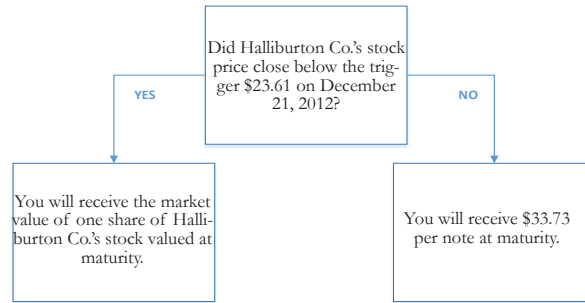 Did Halliburton Co.'s stock
price close below the trig-
ger $23.61 on December
21, 2012?
YES
NO
You will receive the market
value of one share of Halli-
burton Co.'s stock valued at
maturity.
You will receive $33.73
per note at maturity.